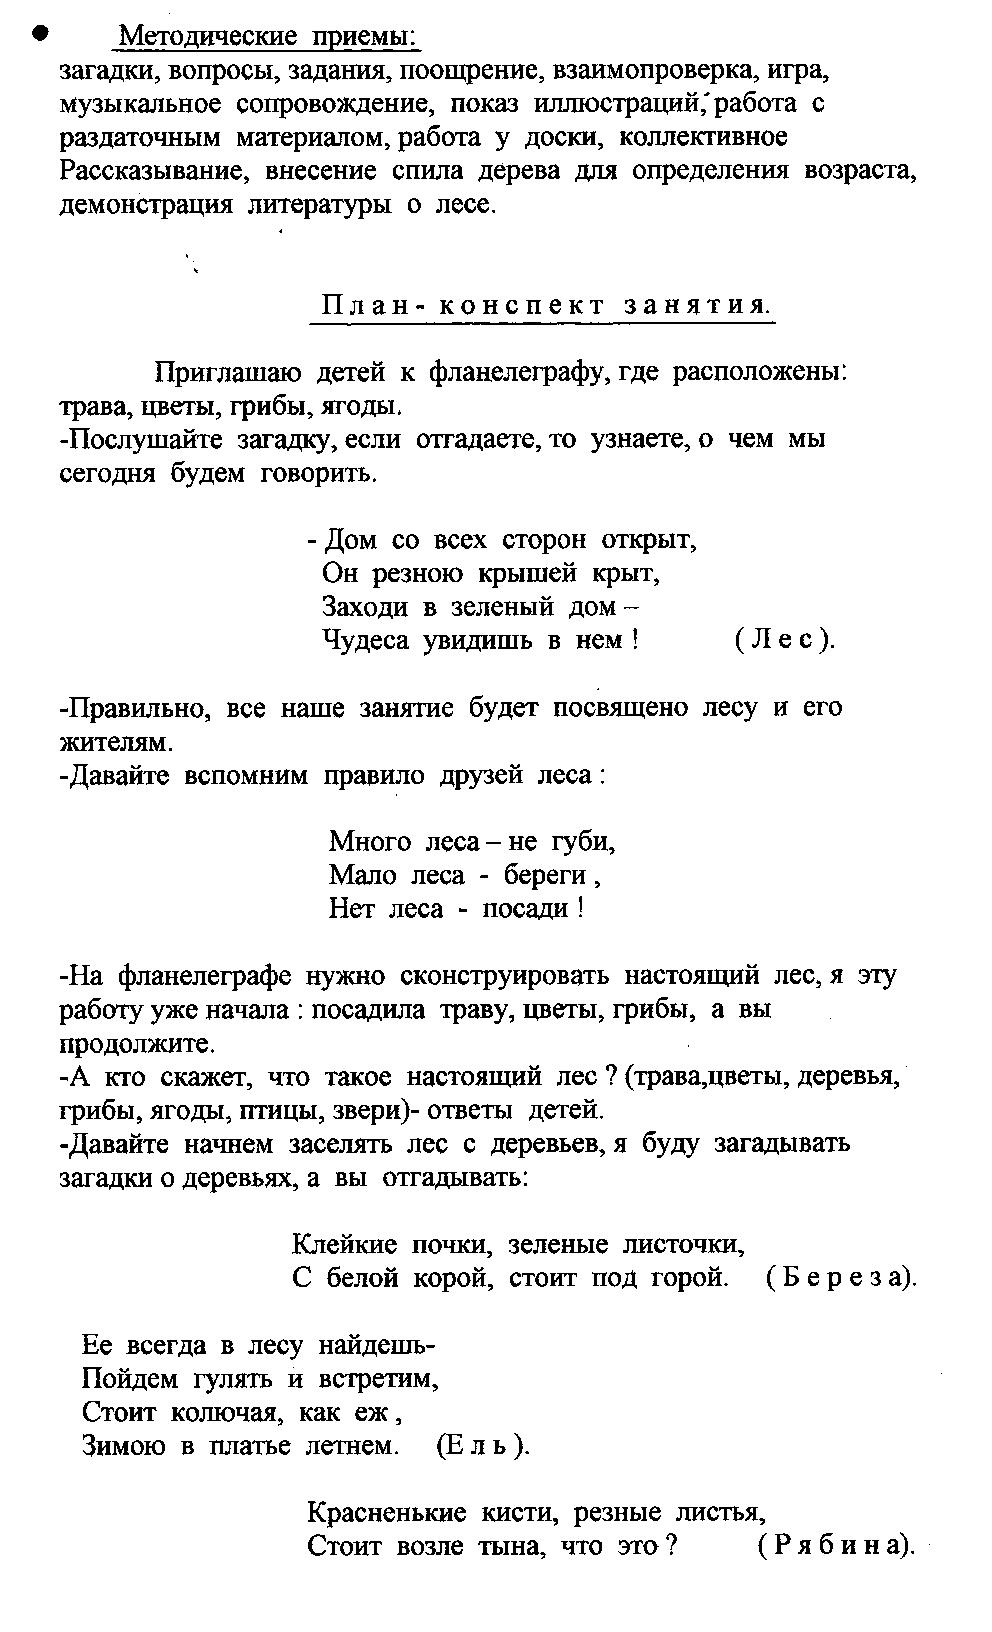 • Методические приемы:
загадки, вопросы, задания, поощрение, взаимопроверка, игра,
музыкальное сопровождение, показ иллюстраций, работа с
раздаточным материалом, работа у доски, коллективное
Рассказывание, внесение спила дерева для определения возраста,
демонстрация литературы о лесе.
П л а н - к о н с п е к т з а н я т и я.
Приглашаю детей к фланелеграфу, где расположены:
трава, цветы, грибы, ягоды.
-Послушайте загадку, если отгадаете, то узнаете, о чем мы
сегодня будем говорить.
- Дом со всех сторон открыт,
Он резною крышей крыт,
Заходи в зеленый дом –
Чудеса увидишь в нем ! ( Л е с ).
-Правильно, все наше занятие будет посвящено лесу и его
жителям.
-Давайте вспомним правило друзей леса :
Много леса – не губи,
Мало леса - береги ,
Нет леса - посади !
-На фланелеграфе нужно сконструировать настоящий лес, я эту
работу уже начала : посадила траву, цветы, грибы, а вы
продолжите.
-А кто скажет, что такое настоящий лес ? (трава,цветы, деревья,
грибы, ягоды, птицы, звери)- ответы детей.
-Давайте начнем заселять лес с деревьев, я буду загадывать
загадки о деревьях, а вы отгадывать:
Клейкие почки, зеленые листочки,
С белой корой, стоит под горой. ( Б е р е з а).
Ее всегда в лесу найдешь-
Пойдем гулять и встретим,
Стоит колючая, как еж ,
Зимою в платье летнем. (Е л ь ).
Красненькие кисти, резные листья,
Стоит возле тына, что это ? ( Р я б и н а).